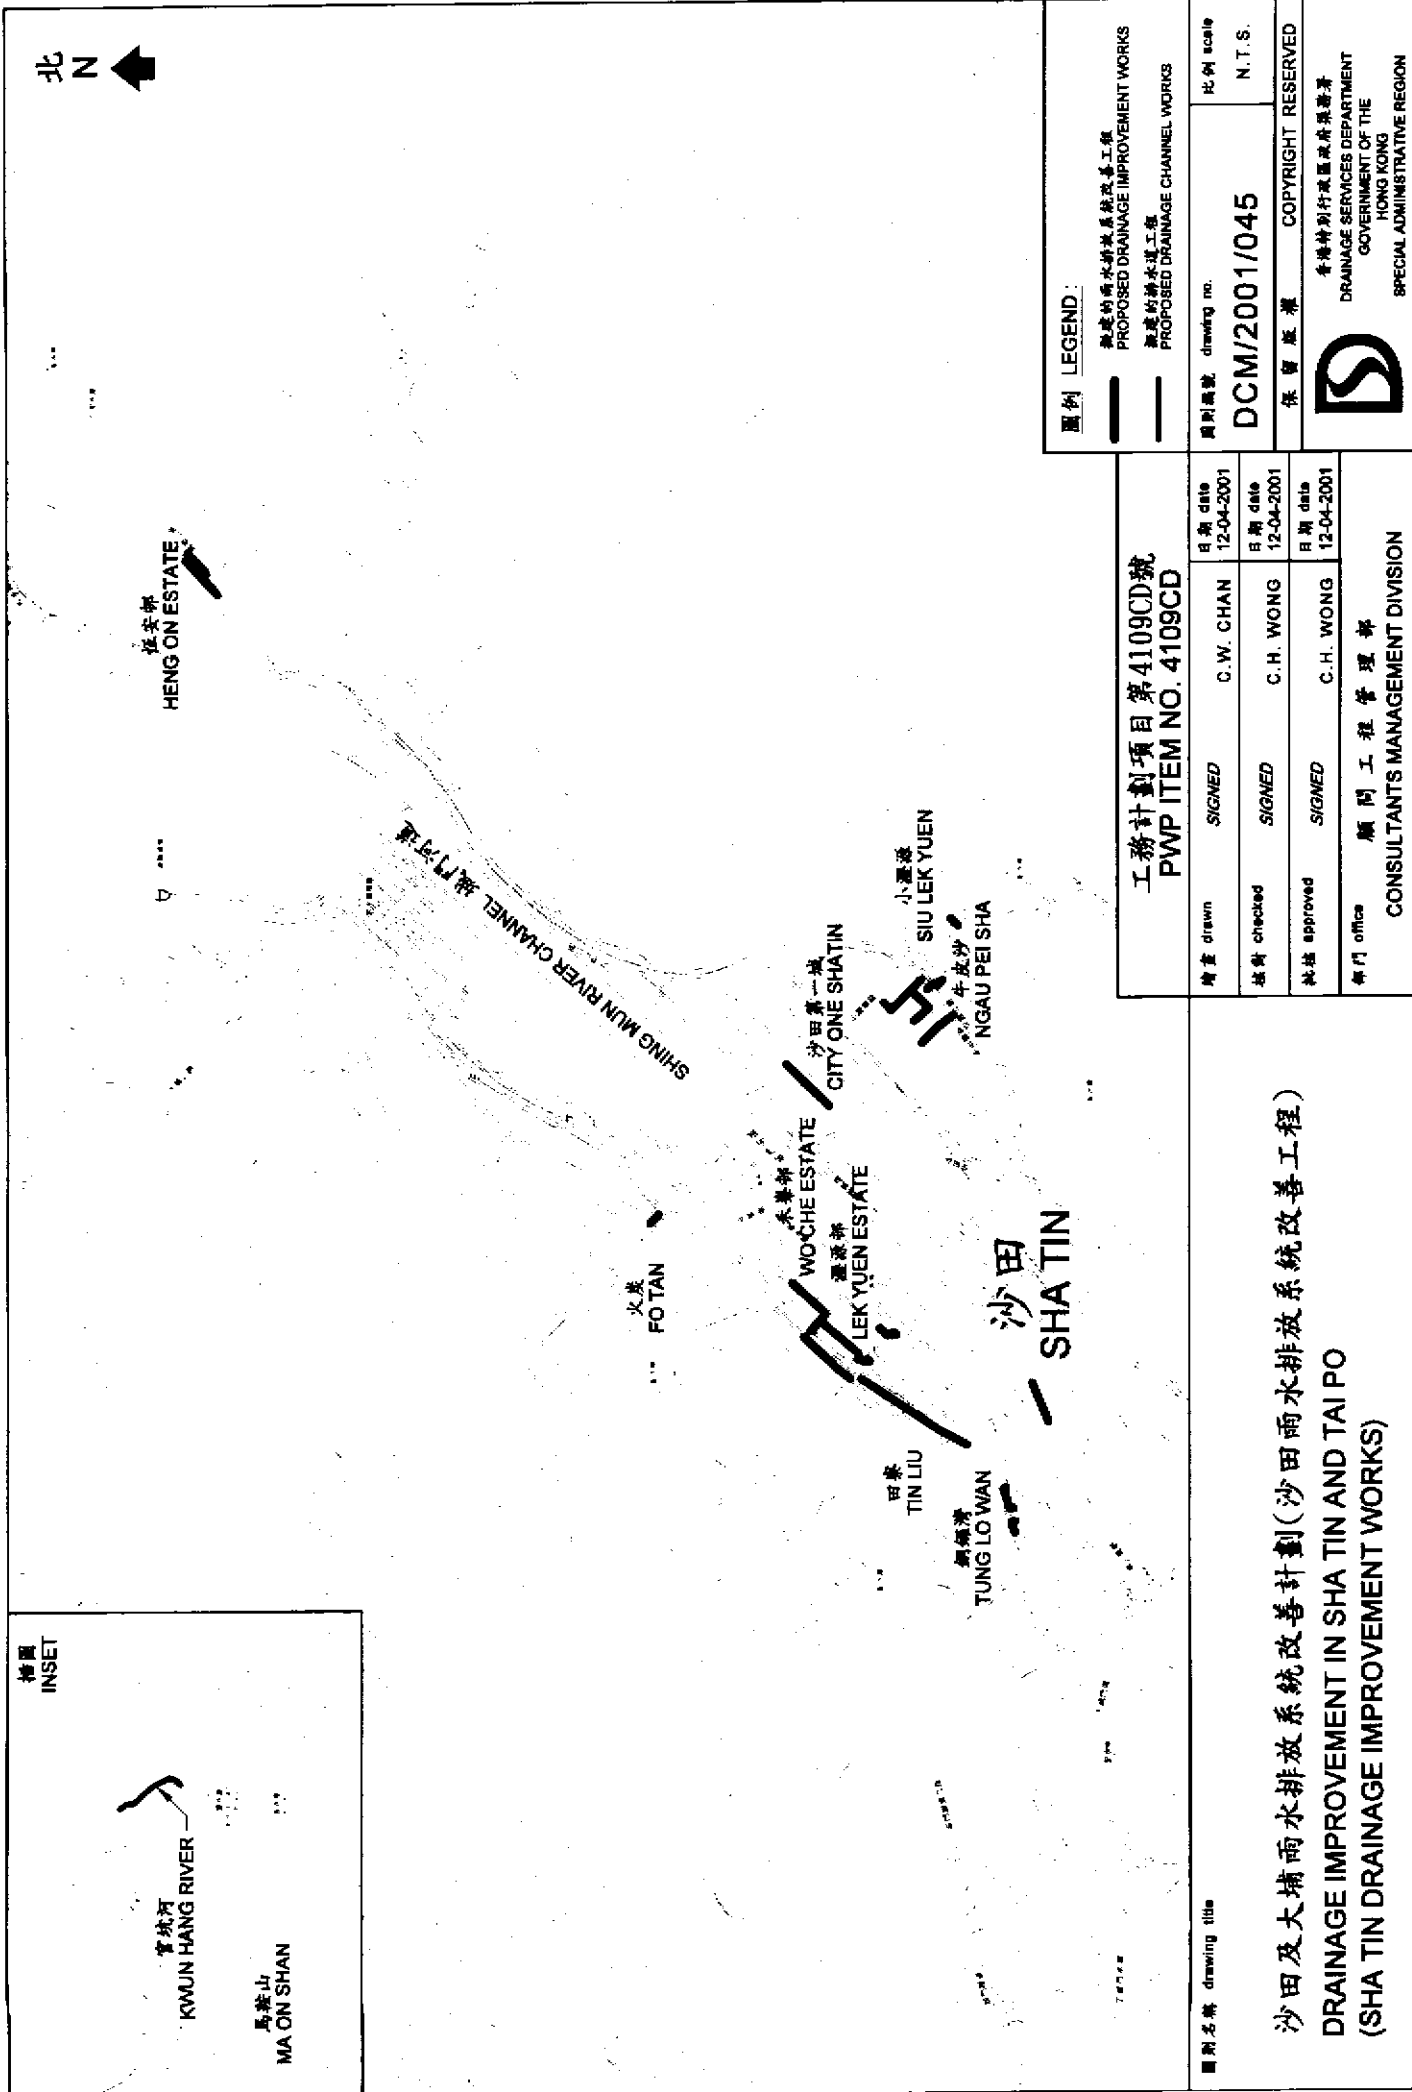 北
N
插圖
INSET
官坑河
KWUN HANG RIVER
馬鞍山
MA ON SHAN
恆安邨
HENG ON ESTATE
城門河道
SHING MUN RIVER CHANNEL
火炭
FO TAN
禾輋邨
WO CHE ESTATE
瀝源邨
LEK YUEN ESTATE
沙田第一城
CITY ONE SHATIN
小瀝源
SIU LEK YUEN
牛皮沙
NGAU PEI SHA
田寮
TIN LIU
銅鑼灣
TUNG LO WAN
沙田
SHA TIN
圖例 LEGEND :
擬建的雨水排放系統改善工程
PROPOSED DRAINAGE IMPROVEMENT WORKS
擬建的排水道工程
PROPOSED DRAINAGE CHANNEL WORKS
工務計劃項目第4109CD號
PWP ITEM NO. 4109CD
繪畫 drawn SIGNED C.W. CHAN 日期 date 12-04-2001
核對 checked SIGNED C.H. WONG 日期 date 12-04-2001
批核 approved SIGNED C.H. WONG 日期 date 12-04-2001
部門 office
顧問工程管理部
CONSULTANTS MANAGEMENT DIVISION
圖則編號 drawing no.
DCM/2001/045
比例 scale
N.T.S.
保留版權 COPYRIGHT RESERVED
香港特別行政區政府渠務署
DRAINAGE SERVICES DEPARTMENT
GOVERNMENT OF THE
HONG KONG
SPECIAL ADMINISTRATIVE REGION
圖則名稱 drawing title
沙田及大埔雨水排放系統改善計劃(沙田雨水排放系統改善工程)
DRAINAGE IMPROVEMENT IN SHA TIN AND TAI PO
(SHA TIN DRAINAGE IMPROVEMENT WORKS)